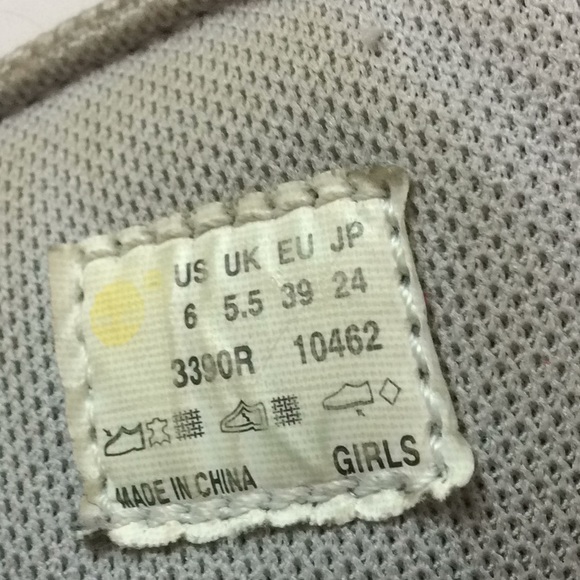 US UK EU JP
6 5.5 39 24
3390R 10462
MADE IN CHINA GIRLS